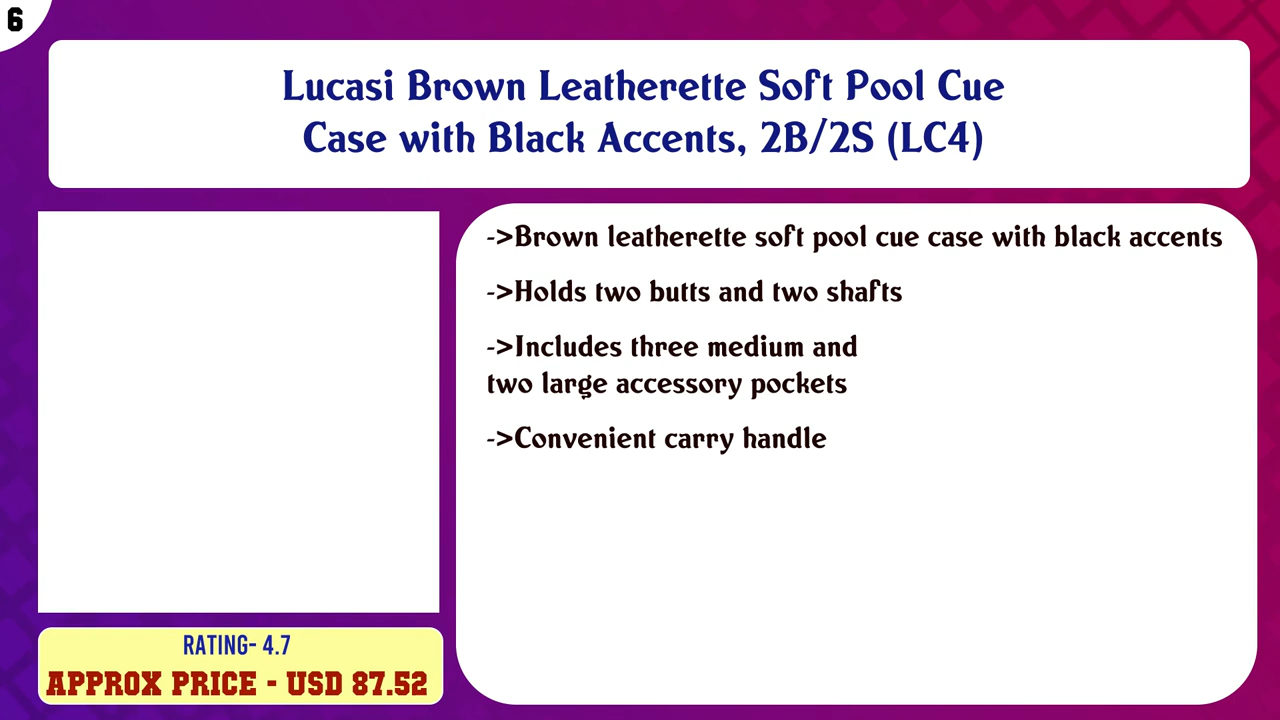 6
Lucasi Brown Leatherette Soft Pool Cue
Case with Black Accents, 2B/2S (LC4)
->Brown leatherette soft pool cue case with black accents
->Holds two butts and two shafts
->Includes three medium and
two large accessory pockets
->Convenient carry handle
RATING- 4.7
APPROX PRICE - USD 87.52